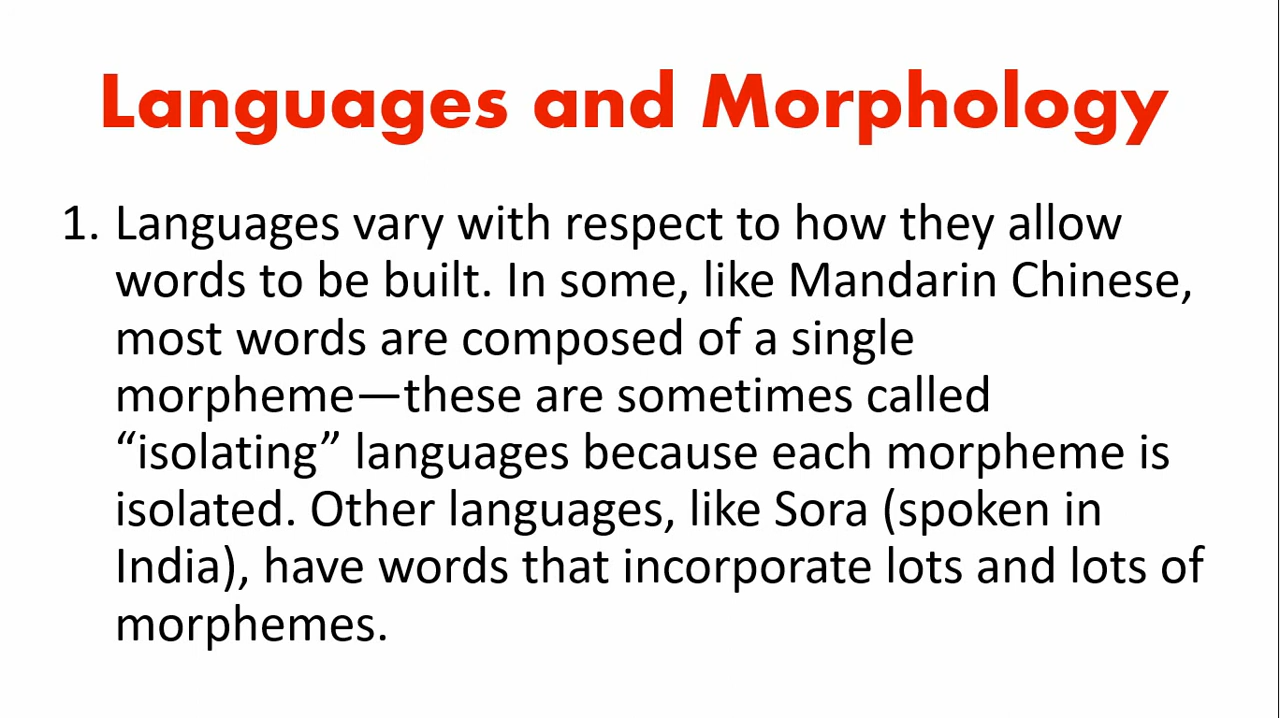 Languages and Morphology
1. Languages vary with respect to how they allow
words to be built. In some, like Mandarin Chinese,
most words are composed of a single
morpheme—these are sometimes called
“isolating” languages because each morpheme is
isolated. Other languages, like Sora (spoken in
India), have words that incorporate lots and lots of
morphemes.